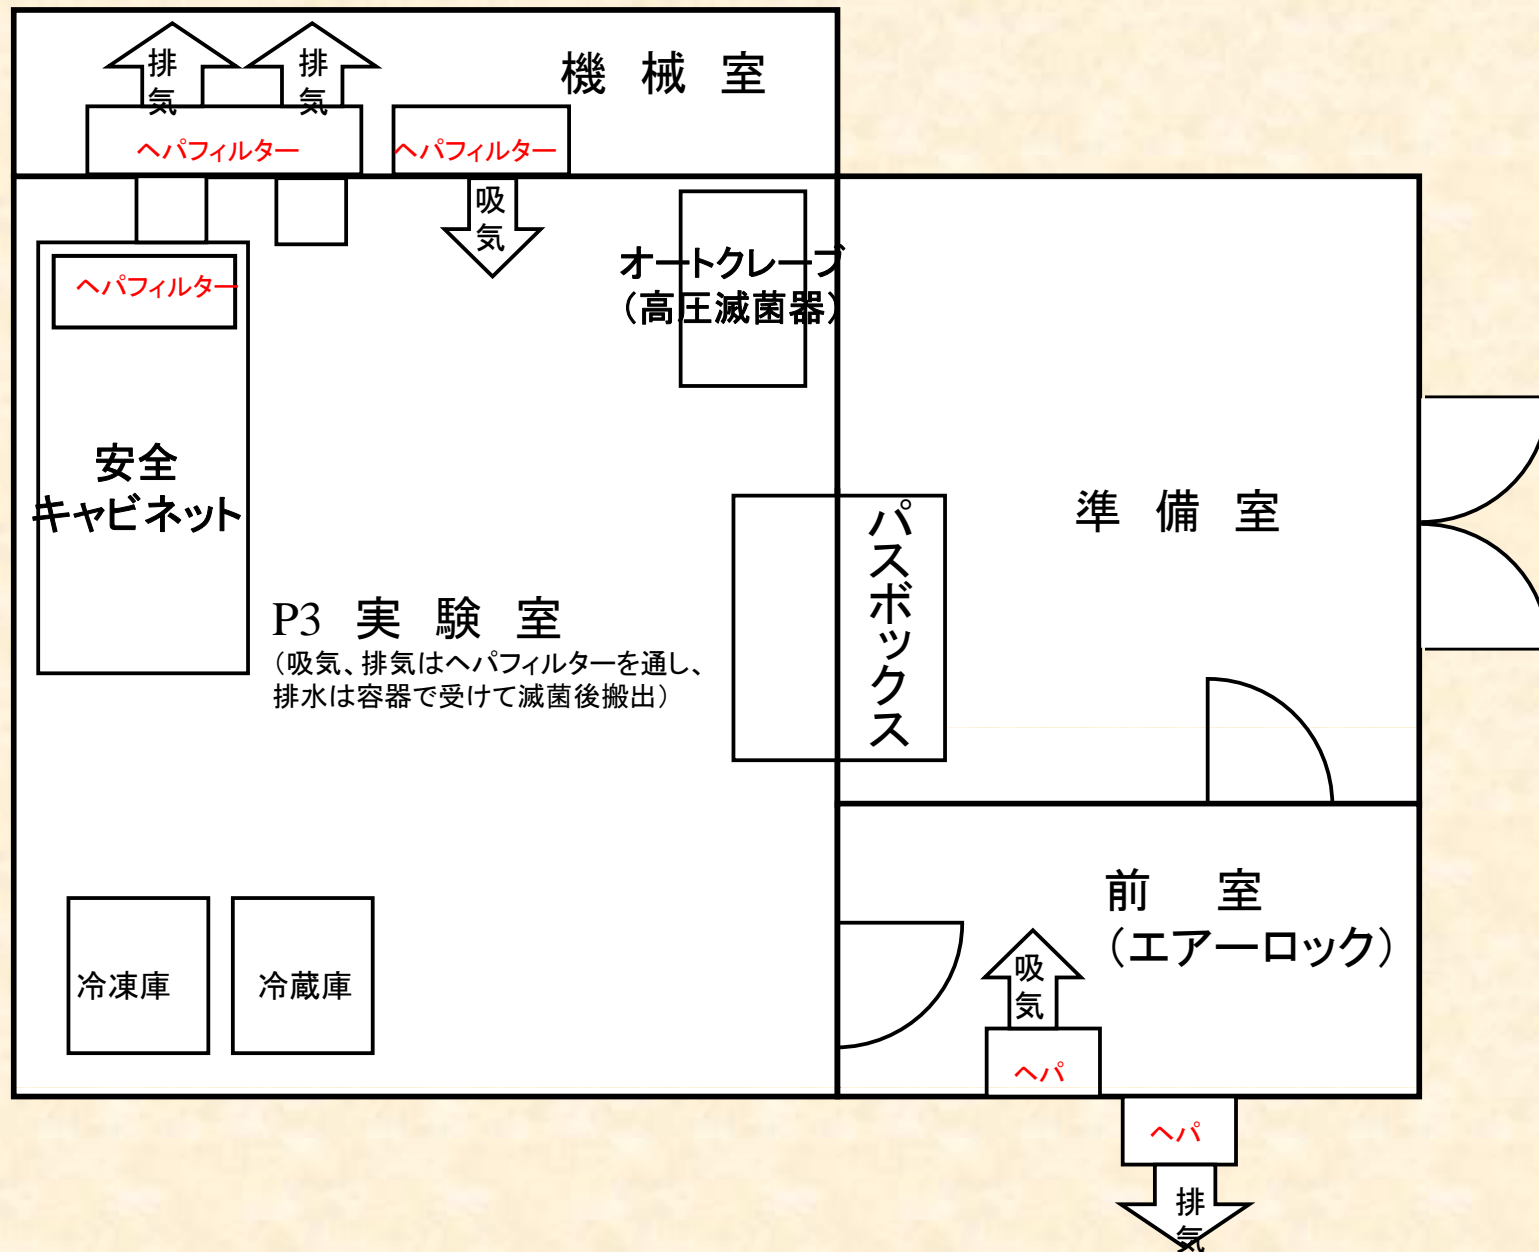 機 械 室
排気
排気
ヘパフィルター
ヘパフィルター
吸気
オートクレーブ
（高圧滅菌器）
ヘパフィルター
安全
キャビネット
パスボックス
準 備 室
P3 実 験 室
（吸気、排気はヘパフィルターを通し、
排水は容器で受けて滅菌後搬出）
前 室
（エアーロック）
吸気
冷凍庫
冷蔵庫
ヘパ
ヘパ
排気